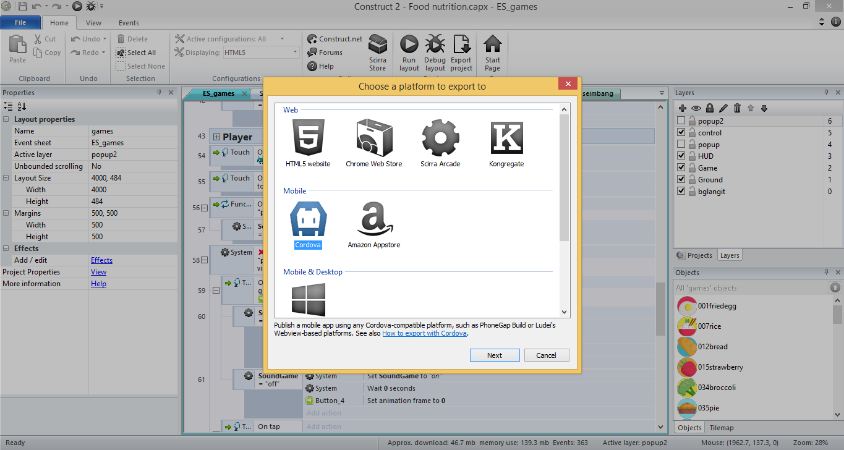 Construct 2 - Food nutrition.capx - ES_games
File Home View Events
Paste Cut Copy Undo Redo Delete Select All Select None Active configurations: All Displaying: HTML5 Construct.net Forums Help Scirra Store Run layout Debug layout Export project Start Page
Clipboard Undo Selection Configurations
Properties
Layout properties
Name games
Event sheet ES_games
Active layer popup2
Unbounded scrolling No
Layout Size 4000, 484
Width 4000
Height 484
Margins 500, 500
Width 500
Height 500
Effects
Add / edit Effects
Project Properties View
More information Help
ES_games
seimbang
43 Player
54 Touch
55 Touch
56 Func...
57
58 System
59
60
61 SoundGame = "off"
System Set SoundGame to "on"
System Wait 0 seconds
Button_4 Set animation frame to 0
Add action
On tap
Add action
Choose a platform to export to
Web
HTML5 website Chrome Web Store Scirra Arcade Kongregate
Mobile
Cordova Amazon Appstore
Mobile & Desktop
Publish a mobile app using any Cordova-compatible platform, such as PhoneGap Build or Ludei's
Webview-based platforms. See also How to export with Cordova.
Next Cancel
Layers
popup2 6
control 5
popup 4
HUD 3
Game 2
Ground 1
bglangit 0
Projects Layers
Objects
All 'games' objects
001friedegg
007rice
012bread
015strawberry
034broccoli
035pie
Objects Tilemap
Ready Approx. download: 46.7 mb memory use: 139.3 mb Events: 363 Active layer: popup2 Mouse: (1962.7, 137.3, 0) Zoom: 28%